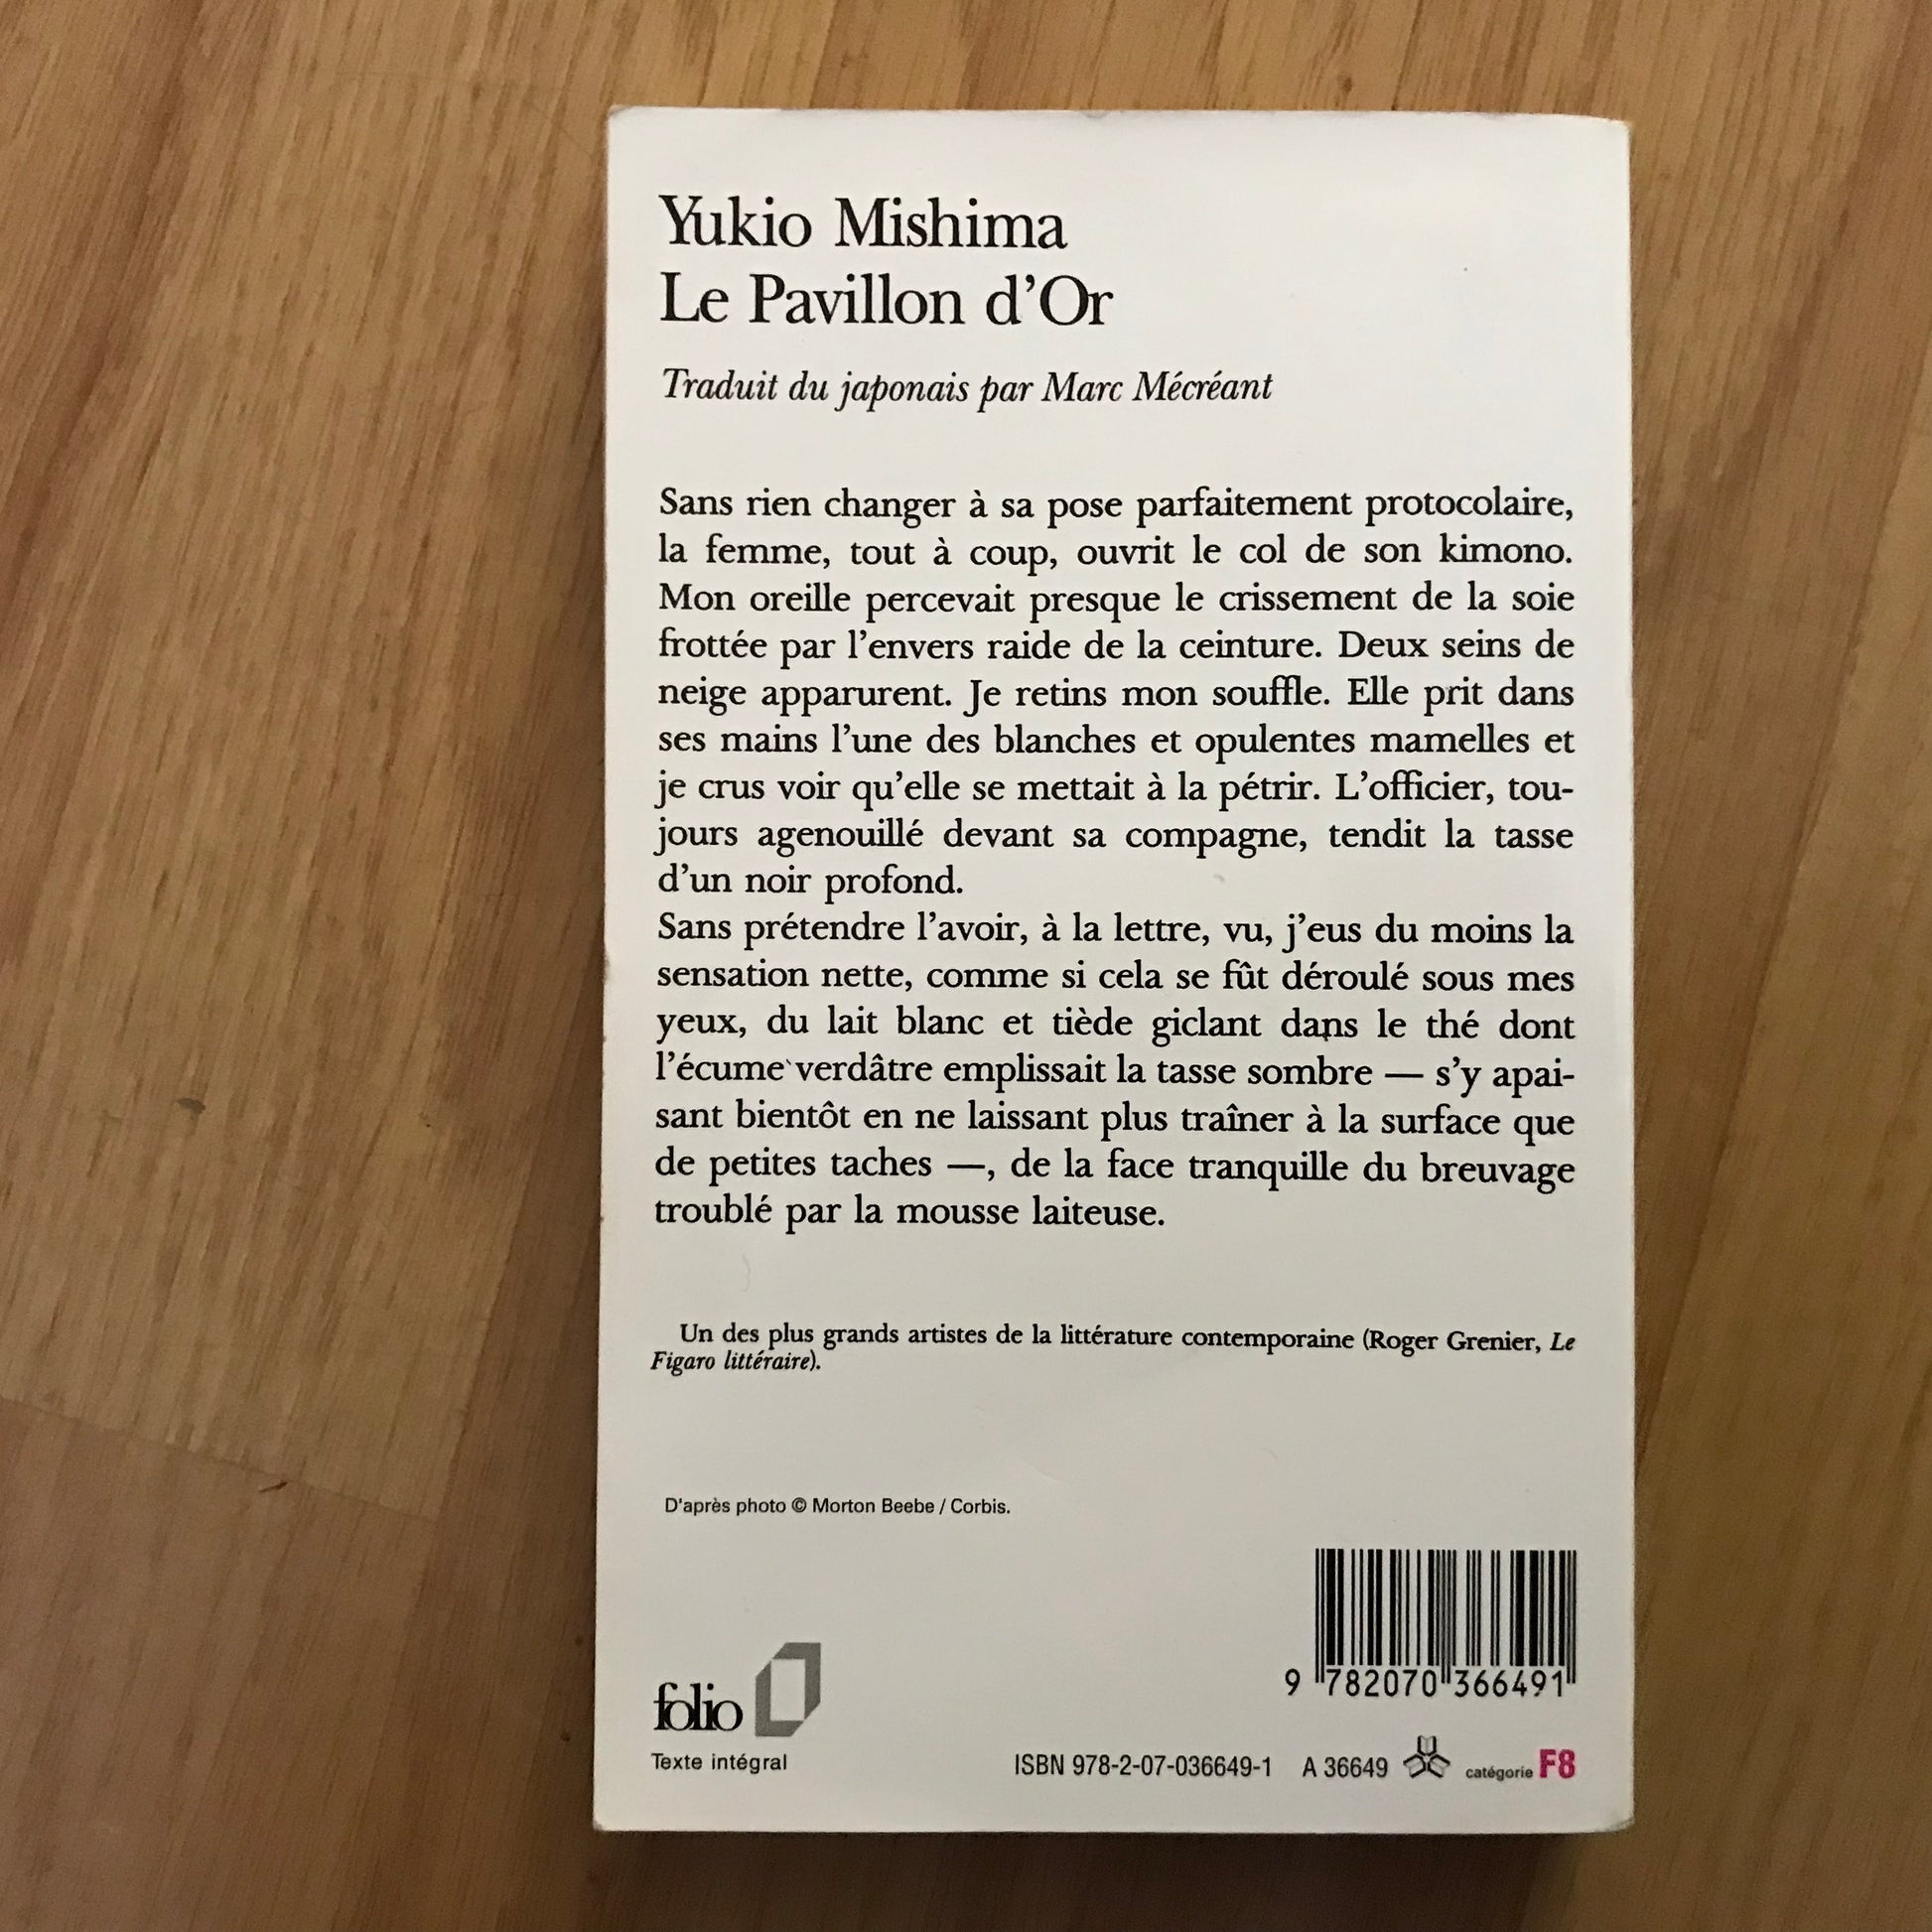 Yukio Mishima
Le Pavillon d'Or
Traduit du japonais par Marc Mécréant
Sans rien changer à sa pose parfaitement protocolaire,
la femme, tout à coup, ouvrit le col de son kimono.
Mon oreille percevait presque le crissement de la soie
frottée par l'envers raide de la ceinture. Deux seins de
neige apparurent. Je retins mon souffle. Elle prit dans
ses mains l'une des blanches et opulentes mamelles et
je crus voir qu'elle se mettait à la pétrir. L'officier, tou-
jours agenouillé devant sa compagne, tendit la tasse
d'un noir profond.
Sans prétendre l'avoir, à la lettre, vu, j'eus du moins la
sensation nette, comme si cela se fût déroulé sous mes
yeux, du lait blanc et tiède giclant dans le thé dont
l'écume verdâtre emplissait la tasse sombre — s'y apai-
sant bientôt en ne laissant plus traîner à la surface que
de petites taches —, de la face tranquille du breuvage
troublé par la mousse laiteuse.
Un des plus grands artistes de la littérature contemporaine (Roger Grenier, Le
Figaro littéraire).
D'après photo © Morton Beebe / Corbis.
9 782070 366491
folio
Texte intégral
ISBN 978-2-07-036649-1 A 36649 catégorie F8